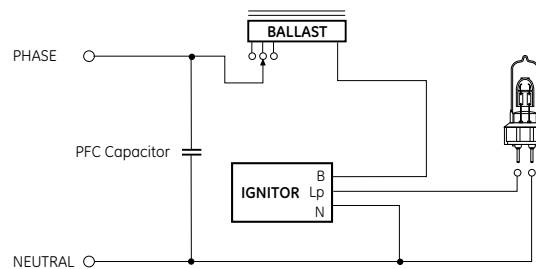 BALLAST
PHASE
PFC Capacitor
B
IGNITOR Lp
N
NEUTRAL